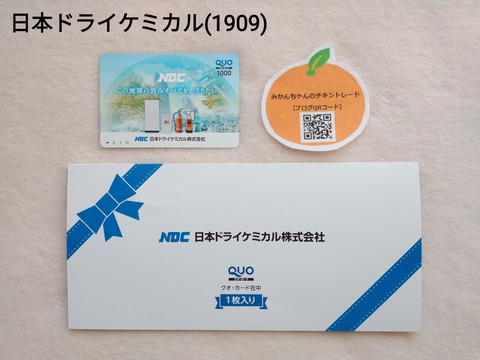 日本ドライケミカル(1909)
QUO
1000
NDC
この地球の営みすべてを、守りたい
NDC 日本ドライケミカル株式会社
みかんちゃんのチキントレード
【ブログQRコード】
NDC 日本ドライケミカル株式会社
QUO
クオ・カード在中
1枚入り